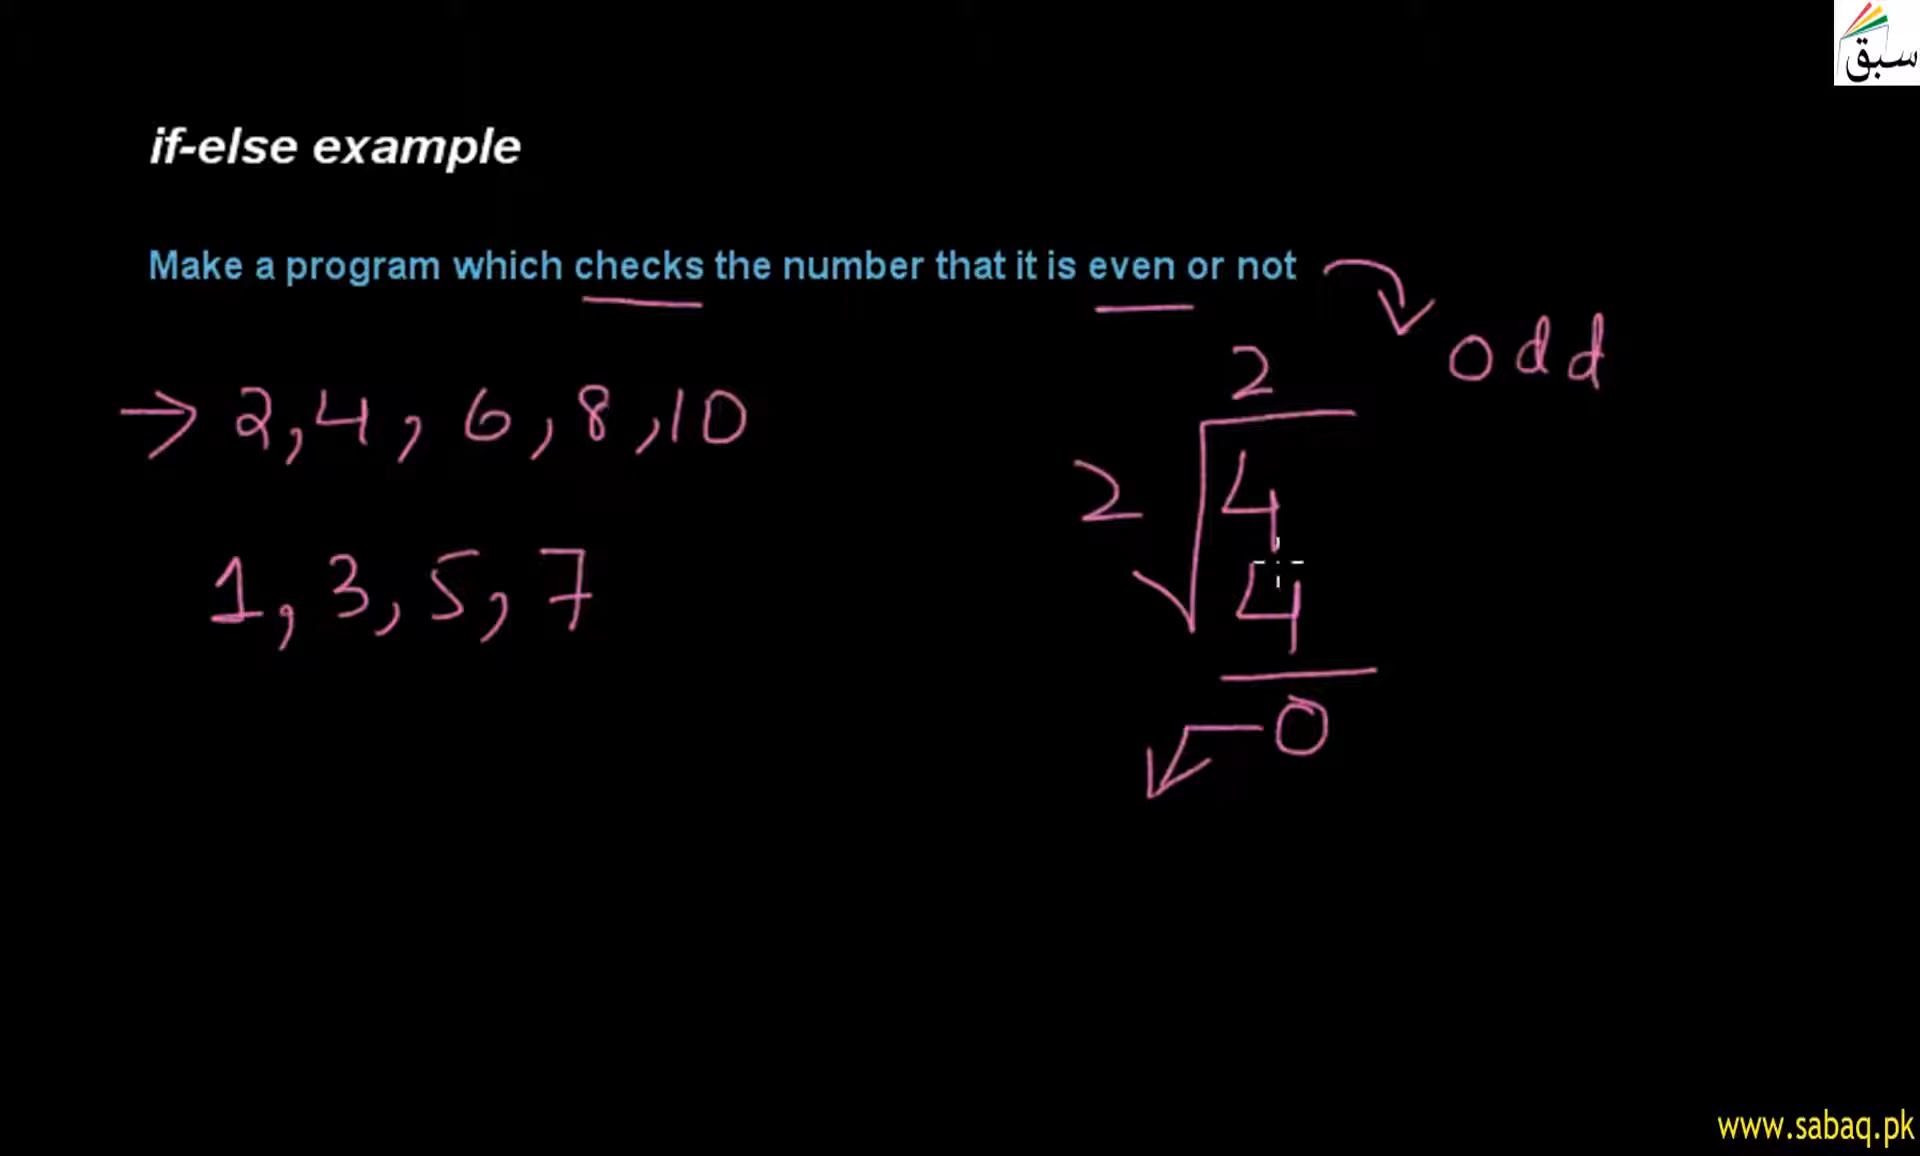 سبق
if-else example
Make a program which checks the number that it is even or not
odd
2
→ 2,4, 6, 8, 10
2 4
4
1, 3, 5, 7
0
www.sabaq.pk